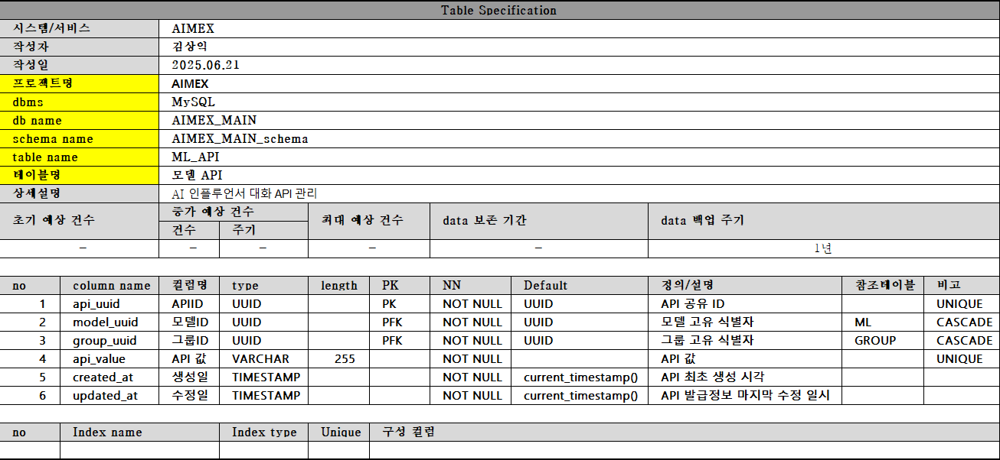 Table Specification
시스템/서비스 AIMEX
작성자 김상익
작성일 2025.06.21
프로젝트명 AIMEX
dbms MySQL
db name AIMEX_MAIN
schema name AIMEX_MAIN_schema
table name ML_API
테이블명 모델 API
상세설명 AI 인플루언서 대화 API 관리
초기 예상 건수 증가 예상 건수 최대 예상 건수 data 보존 기간 data 백업 주기
건수 주기
– – – – – 1년
no column name 컬럼명 type length PK NN Default 정의/설명 참조테이블 비고
1 api_uuid APIID UUID PK NOT NULL UUID API 공유 ID UNIQUE
2 model_uuid 모델ID UUID PFK NOT NULL UUID 모델 고유 식별자 ML CASCADE
3 group_uuid 그룹ID UUID PFK NOT NULL UUID 그룹 고유 식별자 GROUP CASCADE
4 api_value API 값 VARCHAR 255 NOT NULL API 값 UNIQUE
5 created_at 생성일 TIMESTAMP NOT NULL current_timestamp() API 최초 생성 시각
6 updated_at 수정일 TIMESTAMP NOT NULL current_timestamp() API 발급정보 마지막 수정 일시
no Index name Index type Unique 구성 컬럼